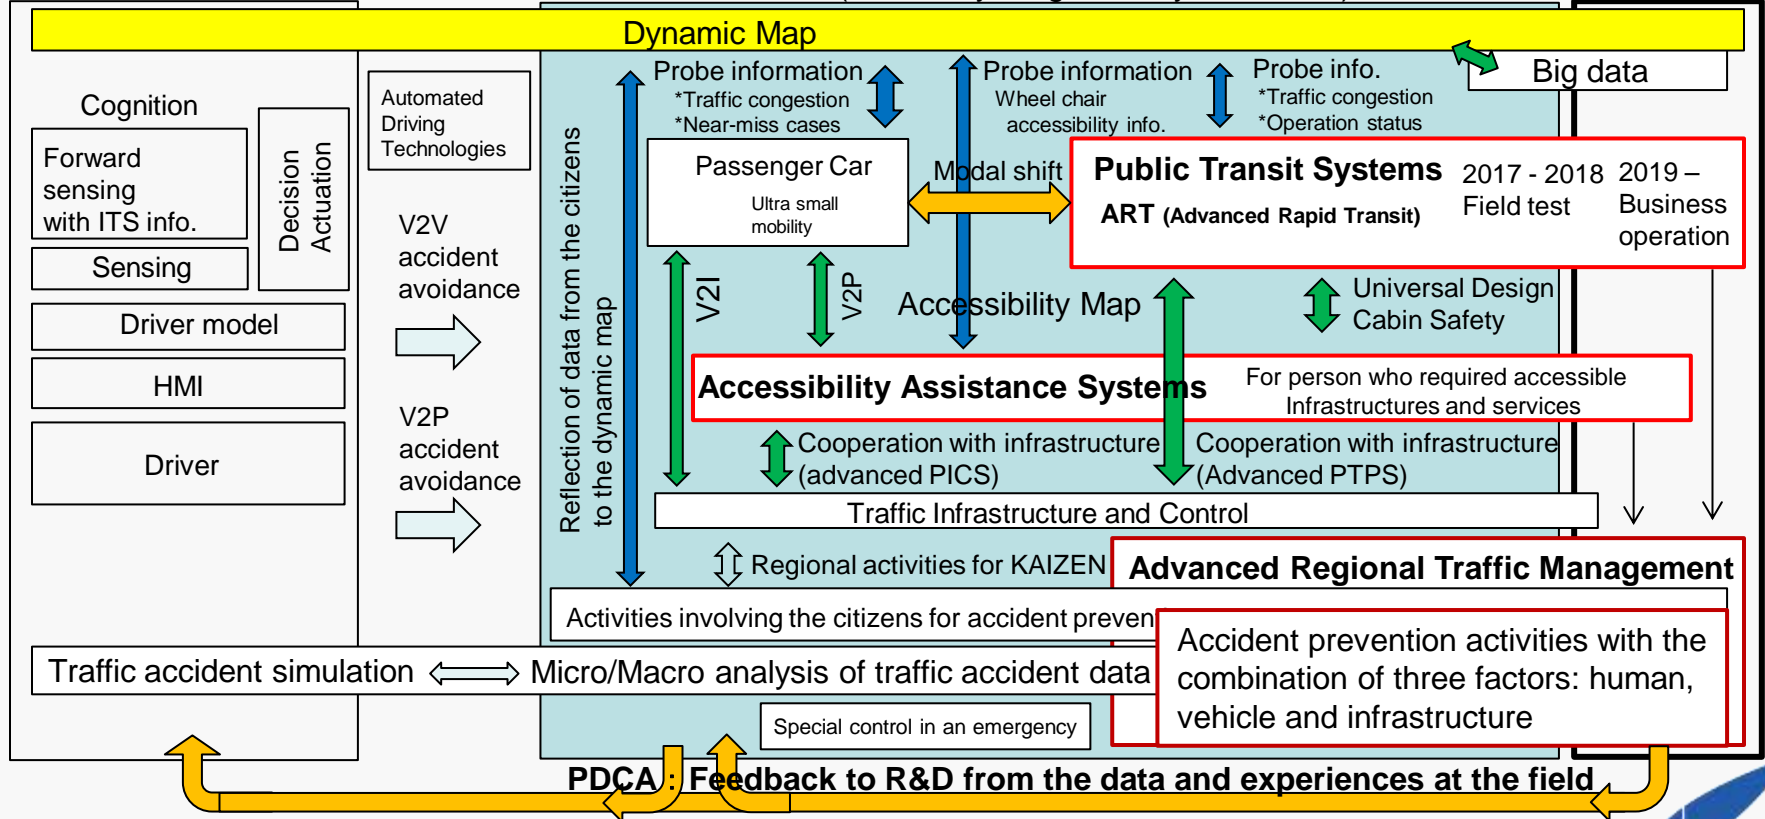 Dynamic Map
Big data
Cognition
Forward
sensing
with ITS info.
Decision
Actuation
Sensing
Driver model
HMI
Driver
Automated
Driving
Technologies
V2V
accident
avoidance
V2P
accident
avoidance
Reflection of data from the citizens
to the dynamic map
Probe information
*Traffic congestion
*Near-miss cases
Probe information
Wheel chair
accessibility info.
Probe info.
*Traffic congestion
*Operation status
Passenger Car
Ultra small
mobility
Modal shift
Public Transit Systems
ART (Advanced Rapid Transit)
2017 - 2018
Field test
2019 –
Business
operation
V2I
V2P
Accessibility Map
Universal Design
Cabin Safety
Accessibility Assistance Systems
For person who required accessible
Infrastructures and services
Cooperation with infrastructure
(advanced PICS)
Cooperation with infrastructure
(Advanced PTPS)
Traffic Infrastructure and Control
Regional activities for KAIZEN
Advanced Regional Traffic Management
Activities involving the citizens for accident preven
Accident prevention activities with the
combination of three factors: human,
vehicle and infrastructure
Traffic accident simulation
Micro/Macro analysis of traffic accident data
Special control in an emergency
PDCA : Feedback to R&D from the data and experiences at the field